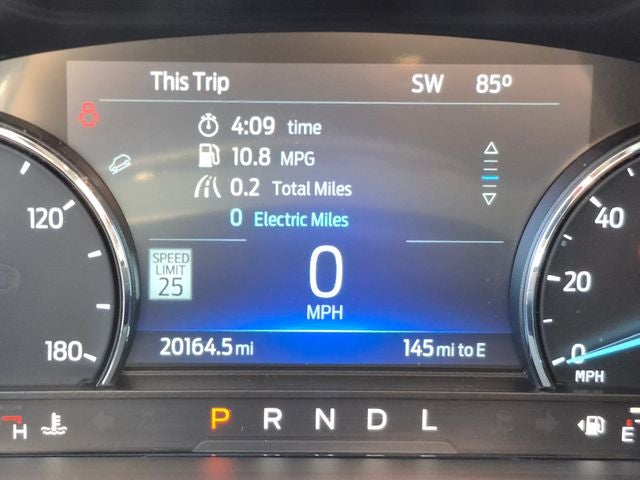 This Trip SW 85º
4:09 time
10.8 MPG
0.2 Total Miles
0 Electric Miles
120
180
SPEED
LIMIT
25
0
MPH
20164.5 mi 145 mi to E
40
20
0
MPH
H P R N D L E